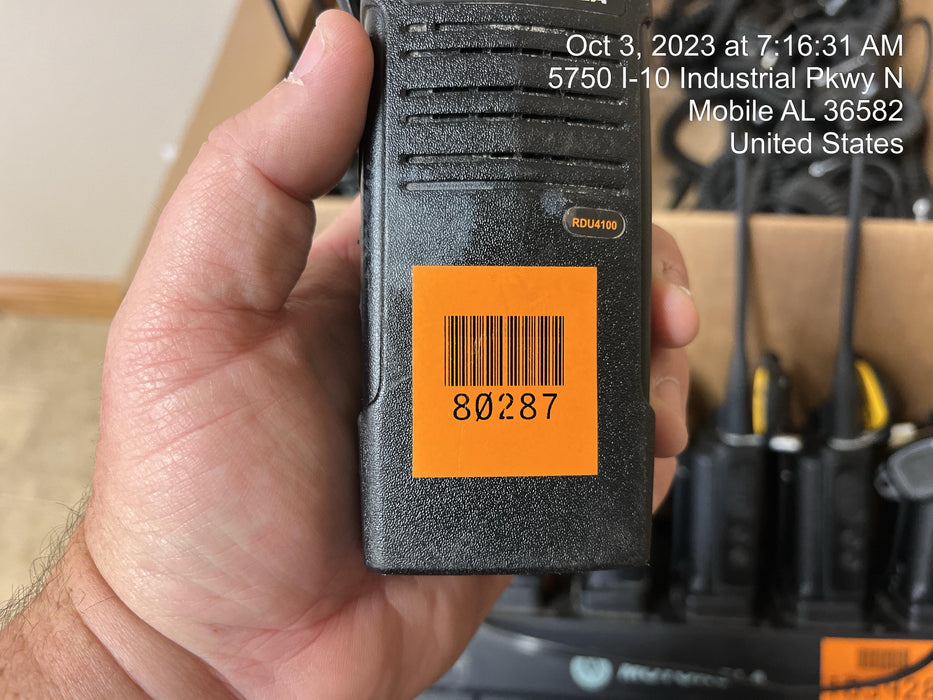 Oct 3, 2023 at 7:16:31 AM
5750 I-10 Industrial Pkwy N
Mobile AL 36582
United States
RDU4100
80287